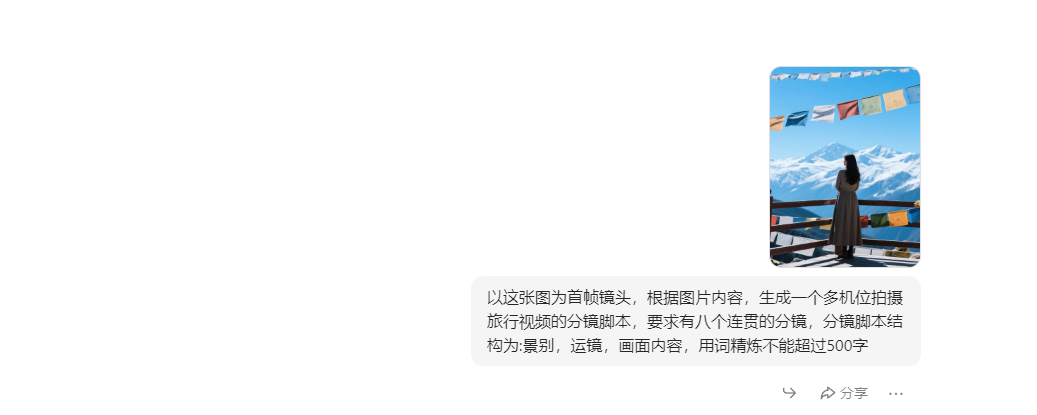 以这张图为首帧镜头，根据图片内容，生成一个多机位拍摄
旅行视频的分镜脚本，要求有八个连贯的分镜，分镜脚本结
构为:景别，运镜，画面内容，用词精炼不能超过500字
分享